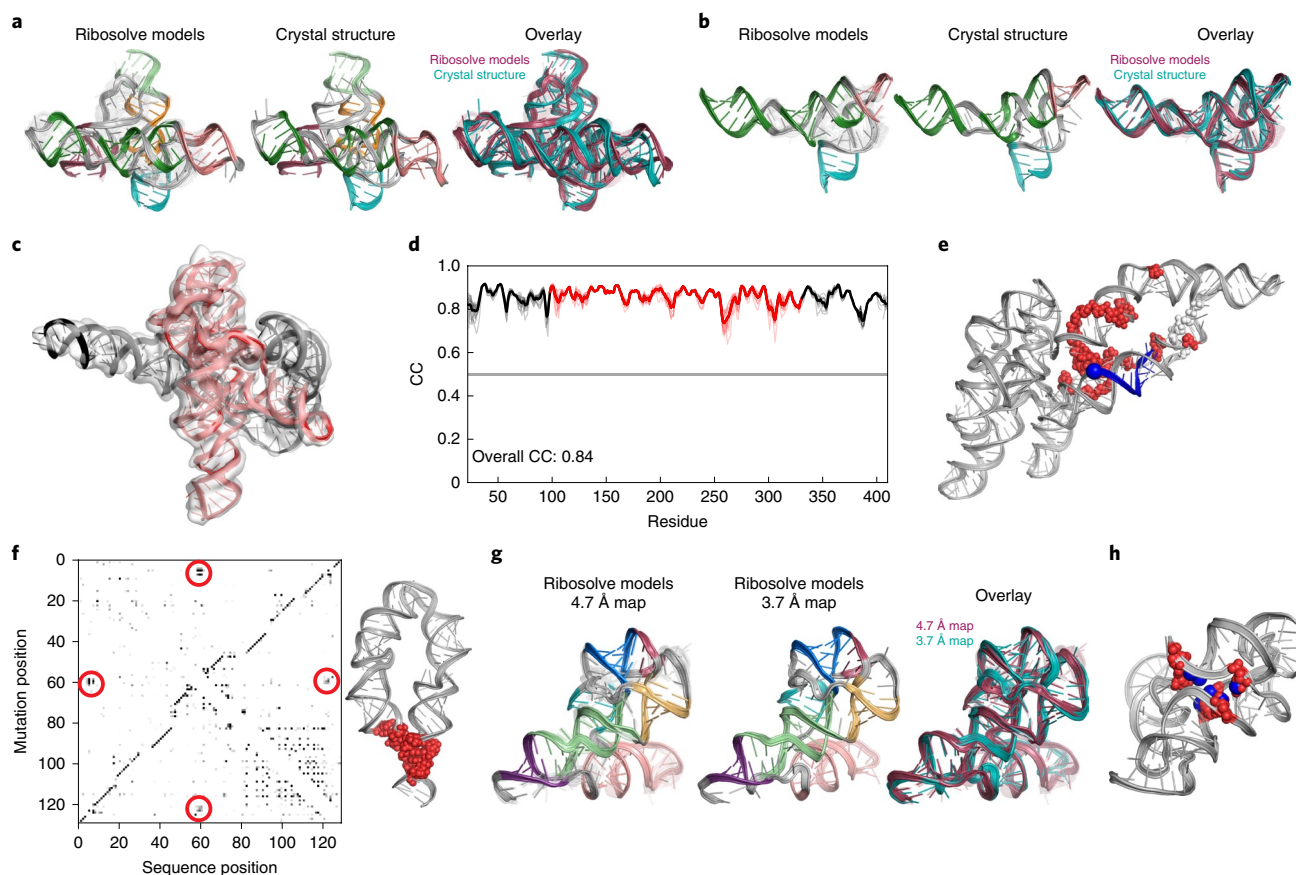 a
Ribosolve models
Crystal structure
Overlay
Ribosolve models
Crystal structure
b
Ribosolve models
Crystal structure
Overlay
Ribosolve models
Crystal structure
c
d
1.0
0.8
0.6
0.4
0.2
0
CC
Overall CC: 0.84
50
100
150
200
250
300
350
400
Residue
e
f
0
20
40
60
80
100
120
Mutation position
0
20
40
60
80
100
120
Sequence position
g
Ribosolve models
4.7 Å map
Ribosolve models
3.7 Å map
Overlay
4.7 Å map
3.7 Å map
h